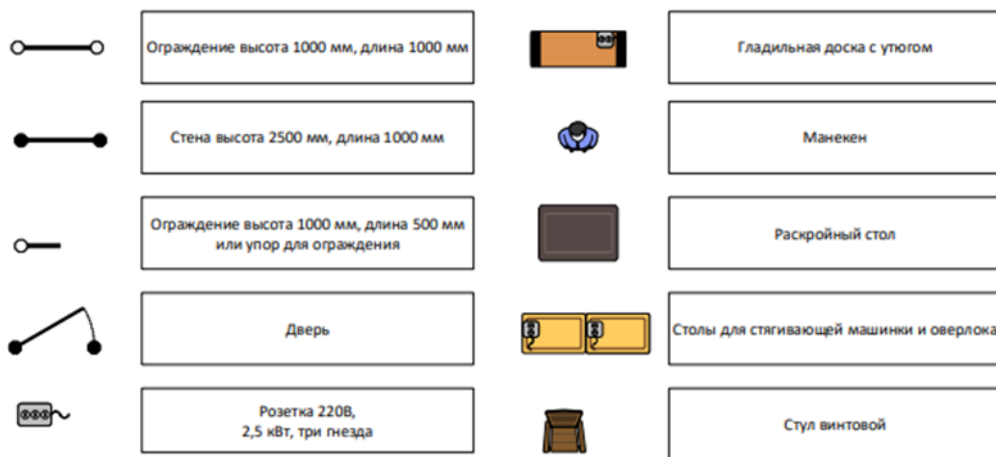 Ограждение высота 1000 мм, длина 1000 мм
Гладильная доска с утюгом
Стена высота 2500 мм, длина 1000 мм
Манекен
Ограждение высота 1000 мм, длина 500 мм
или упор для ограждения
Раскройный стол
Дверь
Столы для стягивающей машинки и оверлока
Розетка 220В,
2,5 кВт, три гнезда
Стул винтовой